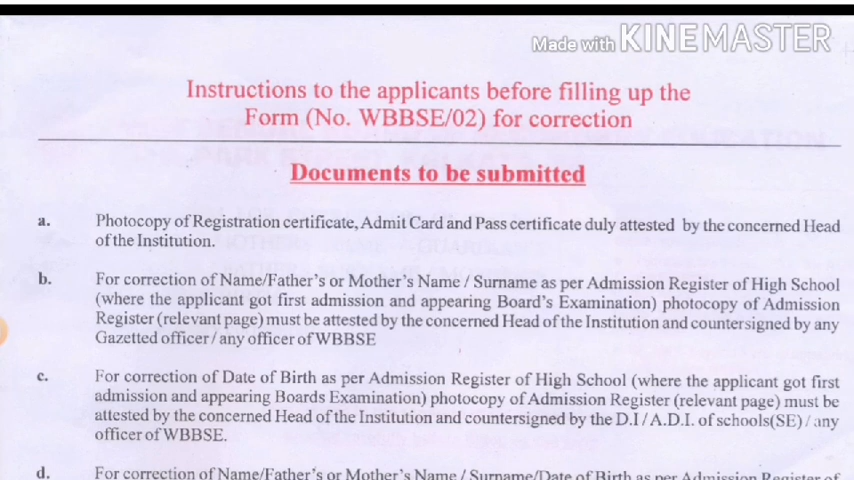 Made with KINEMASTER
Instructions to the applicants before filling up the
Form (No. WBBSE/02) for correction
Documents to be submitted
a. Photocopy of Registration certificate, Admit Card and Pass certificate duly attested by the concerned Head
of the Institution.
b. For correction of Name/Father's or Mother's Name / Surname as per Admission Register of High School
(where the applicant got first admission and appearing Board's Examination) photocopy of Admission
Register (relevant page) must be attested by the concerned Head of the Institution and countersigned by any
Gazetted officer / any officer of WBBSE
c. For correction of Date of Birth as per Admission Register of High School (where the applicant got first
admission and appearing Boards Examination) photocopy of Admission Register (relevant page) must be
attested by the concerned Head of the Institution and countersigned by the D.I / A.D.I. of schools(SE) / any
officer of WBBSE.
d. For correction of Name/Father's or Mother's Name / Surname/Date of Birth as per Admission Register of